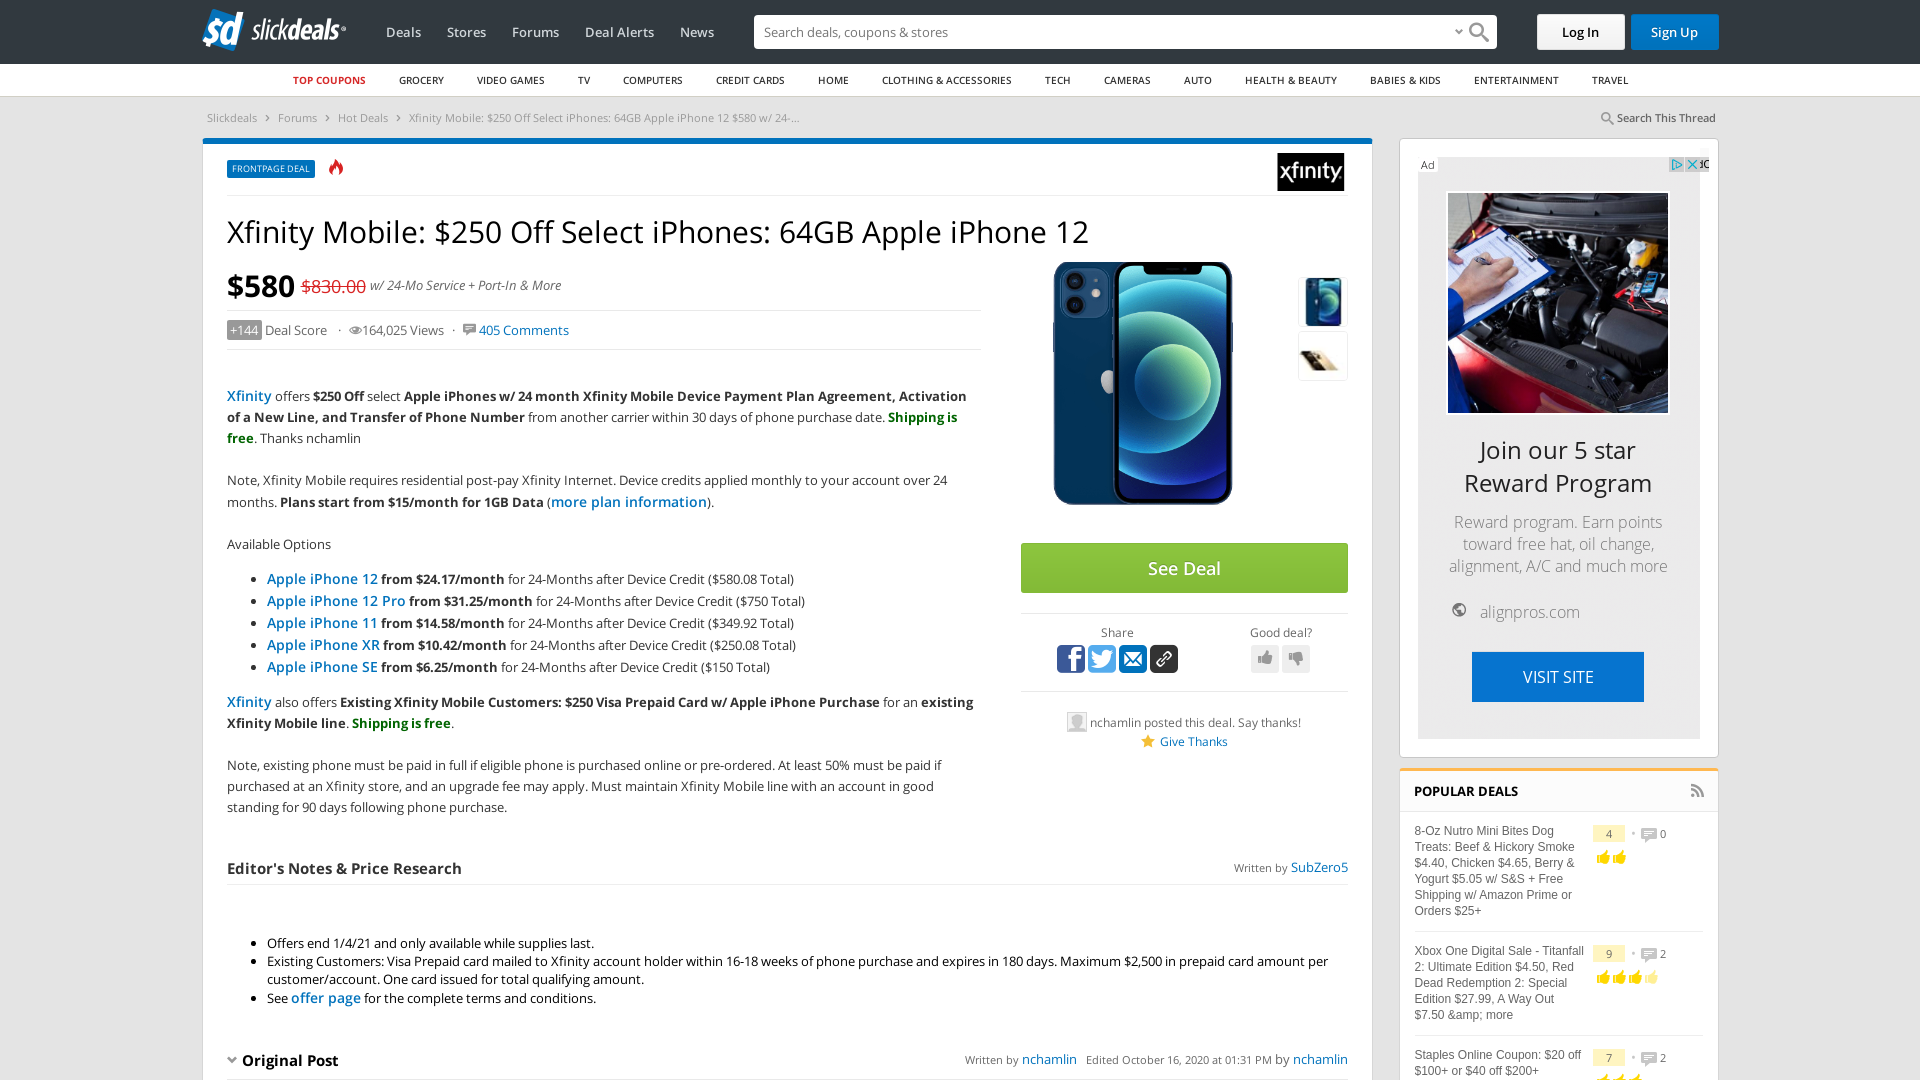 sd slickdeals
Deals
Stores
Forums
Deal Alerts
News
Search deals, coupons & stores
Log In
Sign Up
TOP COUPONS
GROCERY
VIDEO GAMES
TV
COMPUTERS
CREDIT CARDS
HOME
CLOTHING & ACCESSORIES
TECH
CAMERAS
AUTO
HEALTH & BEAUTY
BABIES & KIDS
ENTERTAINMENT
TRAVEL
Slickdeals > Forums > Hot Deals > Xfinity Mobile: $250 Off Select iPhones: 64GB Apple iPhone 12 $580 w/ 24-...
Search This Thread
FRONTPAGE DEAL
xfinity
Xfinity Mobile: $250 Off Select iPhones: 64GB Apple iPhone 12
$580 $830.00 w/ 24-Mo Service + Port-In & More
+144 Deal Score · 164,025 Views · 405 Comments
Xfinity offers $250 Off select Apple iPhones w/ 24 month Xfinity Mobile Device Payment Plan Agreement, Activation
of a New Line, and Transfer of Phone Number from another carrier within 30 days of phone purchase date. Shipping is
free. Thanks nchamlin
Note, Xfinity Mobile requires residential post-pay Xfinity Internet. Device credits applied monthly to your account over 24
months. Plans start from $15/month for 1GB Data (more plan information).
Available Options
• Apple iPhone 12 from $24.17/month for 24-Months after Device Credit ($580.08 Total)
• Apple iPhone 12 Pro from $31.25/month for 24-Months after Device Credit ($750 Total)
• Apple iPhone 11 from $14.58/month for 24-Months after Device Credit ($349.92 Total)
• Apple iPhone XR from $10.42/month for 24-Months after Device Credit ($250.08 Total)
• Apple iPhone SE from $6.25/month for 24-Months after Device Credit ($150 Total)
Xfinity also offers Existing Xfinity Mobile Customers: $250 Visa Prepaid Card w/ Apple iPhone Purchase for an existing
Xfinity Mobile line. Shipping is free.
Note, existing phone must be paid in full if eligible phone is purchased online or pre-ordered. At least 50% must be paid if
purchased at an Xfinity store, and an upgrade fee may apply. Must maintain Xfinity Mobile line with an account in good
standing for 90 days following phone purchase.
See Deal
Share
Good deal?
nchamlin posted this deal. Say thanks!
Give Thanks
Editor's Notes & Price Research
Written by SubZero5
• Offers end 1/4/21 and only available while supplies last.
• Existing Customers: Visa Prepaid card mailed to Xfinity account holder within 16-18 weeks of phone purchase and expires in 180 days. Maximum $2,500 in prepaid card amount per
customer/account. One card issued for total qualifying amount.
• See offer page for the complete terms and conditions.
Original Post
Written by nchamlin Edited October 16, 2020 at 01:31 PM by nchamlin
Ad
Join our 5 star
Reward Program
Reward program. Earn points
toward free hat, oil change,
alignment, A/C and much more
alignpros.com
VISIT SITE
POPULAR DEALS
8-Oz Nutro Mini Bites Dog
Treats: Beef & Hickory Smoke
$4.40, Chicken $4.65, Berry &
Yogurt $5.05 w/ S&S + Free
Shipping w/ Amazon Prime or
Orders $25+
4 • 0
Xbox One Digital Sale - Titanfall
2: Ultimate Edition $4.50, Red
Dead Redemption 2: Special
Edition $27.99, A Way Out
$7.50 &amp; more
9 • 2
Staples Online Coupon: $20 off
$100+ or $40 off $200+
7 • 2